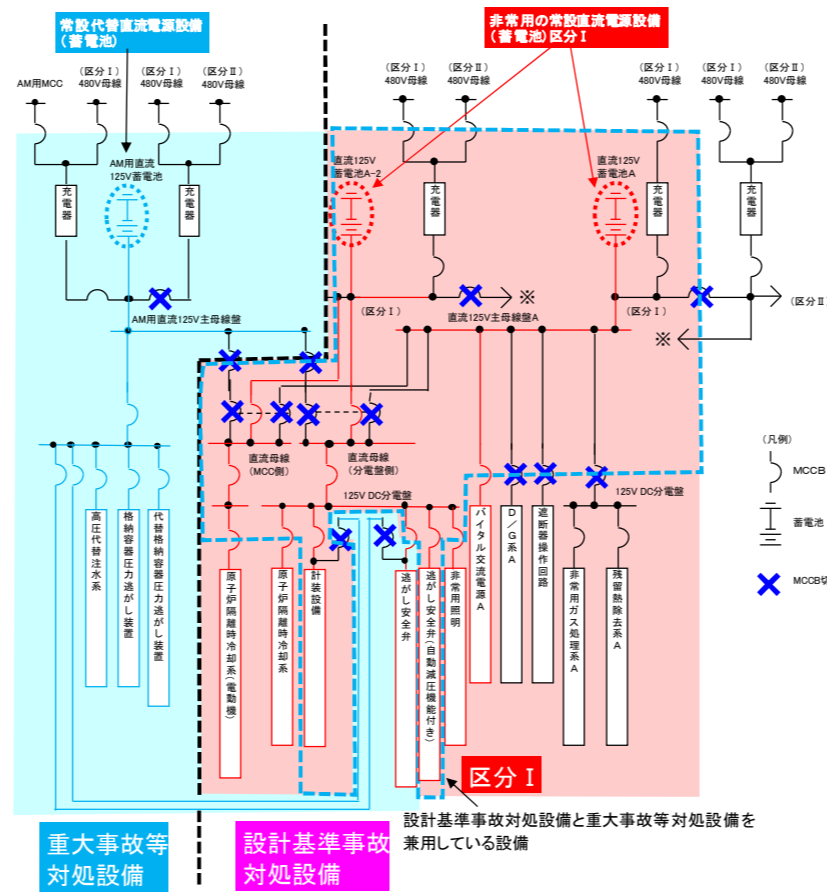 常設代替直流電源設備
(蓄電池)
非常用の常設直流電源設備
(蓄電池)区分Ⅰ
AM用MCC
(区分Ⅰ)
480V母線
(区分Ⅰ)
480V母線
(区分Ⅱ)
480V母線
(区分Ⅰ)
480V母線
(区分Ⅱ)
480V母線
(区分Ⅰ)
480V母線
(区分Ⅰ)
480V母線
(区分Ⅱ)
480V母線
充電器
AM用直流
125V蓄電池
充電器
直流125V
蓄電池A-2
充電器
直流125V
蓄電池A
充電器
充電器
※
(区分Ⅱ)
AM用直流125V主母線盤
(区分Ⅰ)
直流125V主母線盤A
(区分Ⅰ)
※
直流母線
(MCC側)
直流母線
(分電盤側)
125V DC分電盤
125V DC分電盤
(凡例)
MCCB
蓄電池
MCCB切
高圧代替注水系
格納容器圧力逃がし装置
代替格納容器圧力逃がし装置
原子炉隔離時冷却系(電動機)
原子炉隔離時冷却系
計装設備
逃がし安全弁
逃がし安全弁(自動減圧機能付き)
非常用照明
バイタル交流電源A
D/G系A
遮断器操作回路
非常用ガス処理系A
残留熱除去系A
区分Ⅰ
設計基準事故対処設備と重大事故等対処設備を
兼用している設備
重大事故等
対処設備
設計基準事故
対処設備